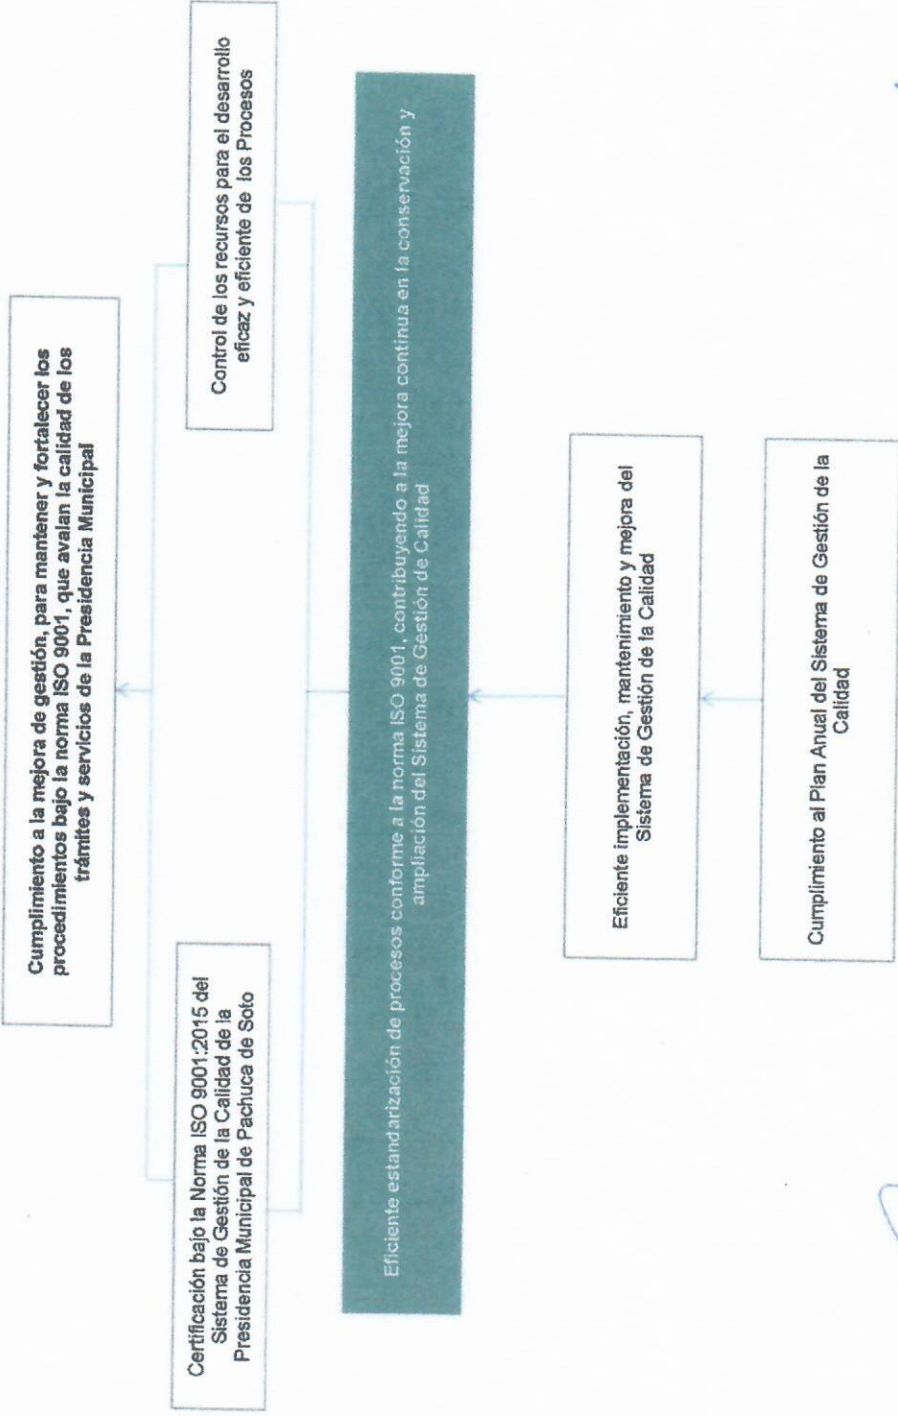 Cumplimiento a la mejora de gestión, para mantener y fortalecer los
procedimientos bajo la norma ISO 9001, que avalan la calidad de los
trámites y servicios de la Presidencia Municipal
Certificación bajo la Norma ISO 9001:2015 del
Sistema de Gestión de la Calidad de la
Presidencia Municipal de Pachuca de Soto
Control de los recursos para el desarrollo
eficaz y eficiente de los Procesos
Eficiente estandarización de procesos conforme a la norma ISO 9001, contribuyendo a la mejora continua en la conservación y
ampliación del Sistema de Gestión de Calidad
Eficiente implementación, mantenimiento y mejora del
Sistema de Gestión de la Calidad
Cumplimiento al Plan Anual del Sistema de Gestión de la
Calidad